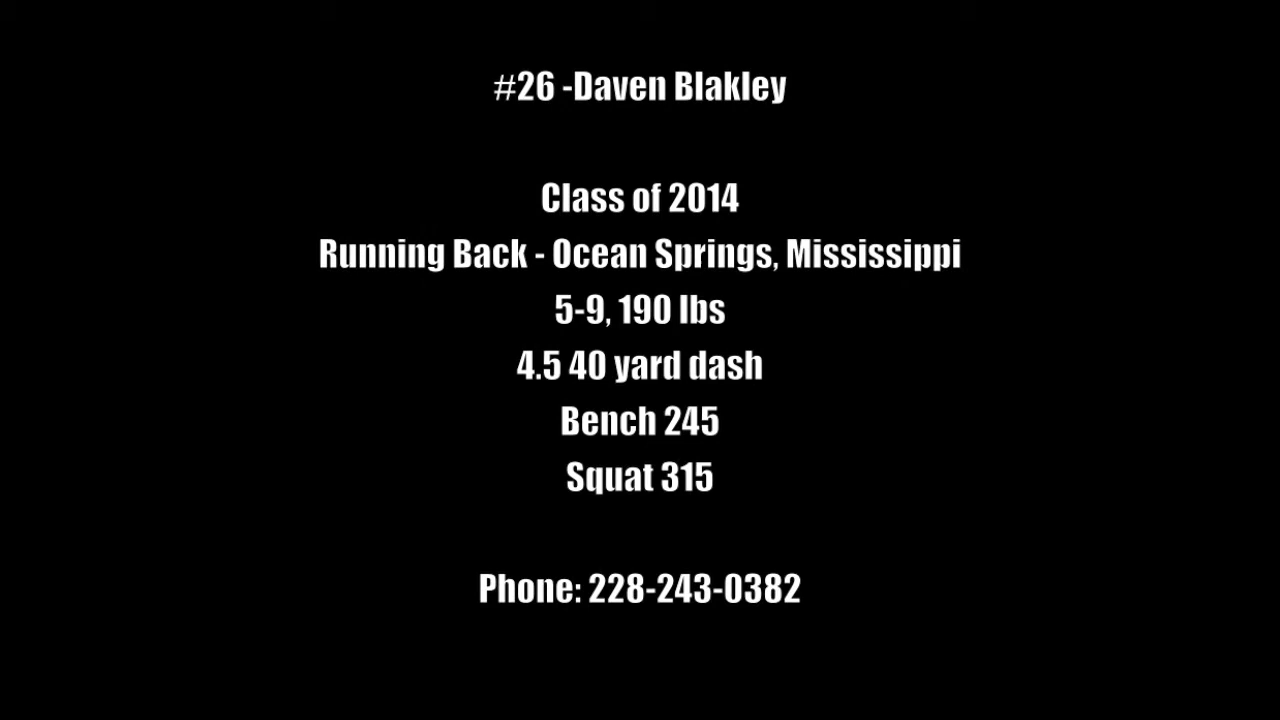 #26 -Daven Blakley
Class of 2014
Running Back - Ocean Springs, Mississippi
5-9, 190 lbs
4.5 40 yard dash
Bench 245
Squat 315
Phone: 228-243-0382